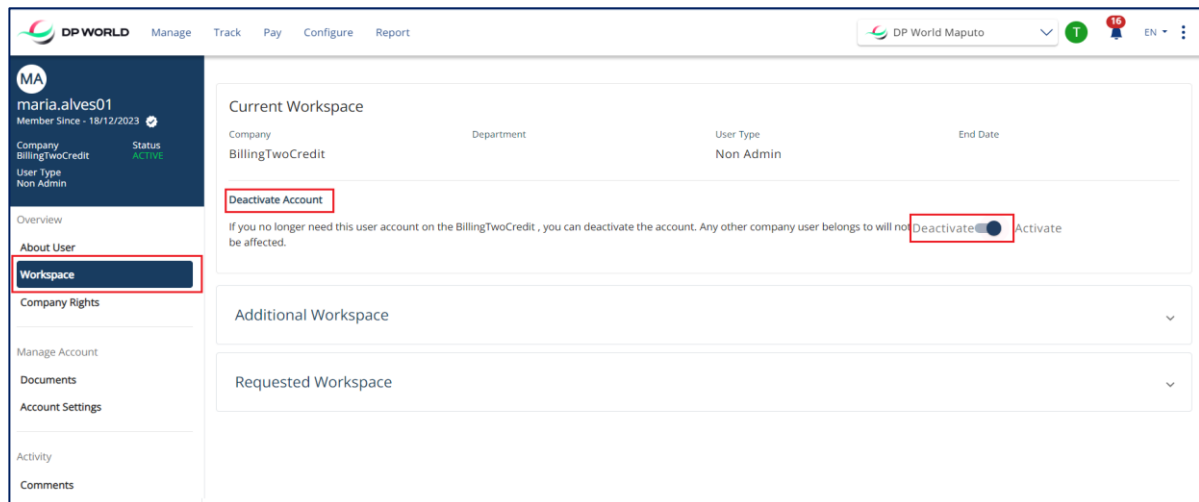 DP WORLD Manage Track Pay Configure Report DP World Maputo T 16 EN
MA
maria.alves01
Member Since - 18/12/2023
Company Status
BillingTwoCredit ACTIVE
User Type
Non Admin
Overview
About User
Workspace
Company Rights
Manage Account
Documents
Account Settings
Activity
Comments
Current Workspace
Company Department User Type End Date
BillingTwoCredit Non Admin
Deactivate Account
If you no longer need this user account on the BillingTwoCredit , you can deactivate the account. Any other company user belongs to will not Deactivate Activate
be affected.
Additional Workspace
Requested Workspace